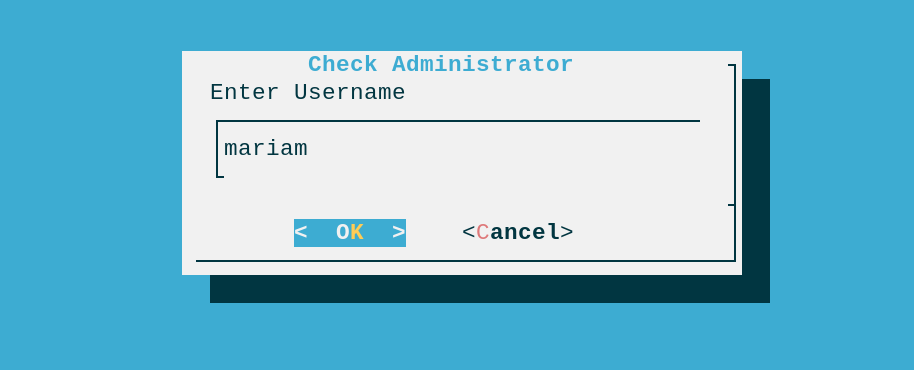 Check Administrator
Enter Username
mariam
<  OK  >    <Cancel>